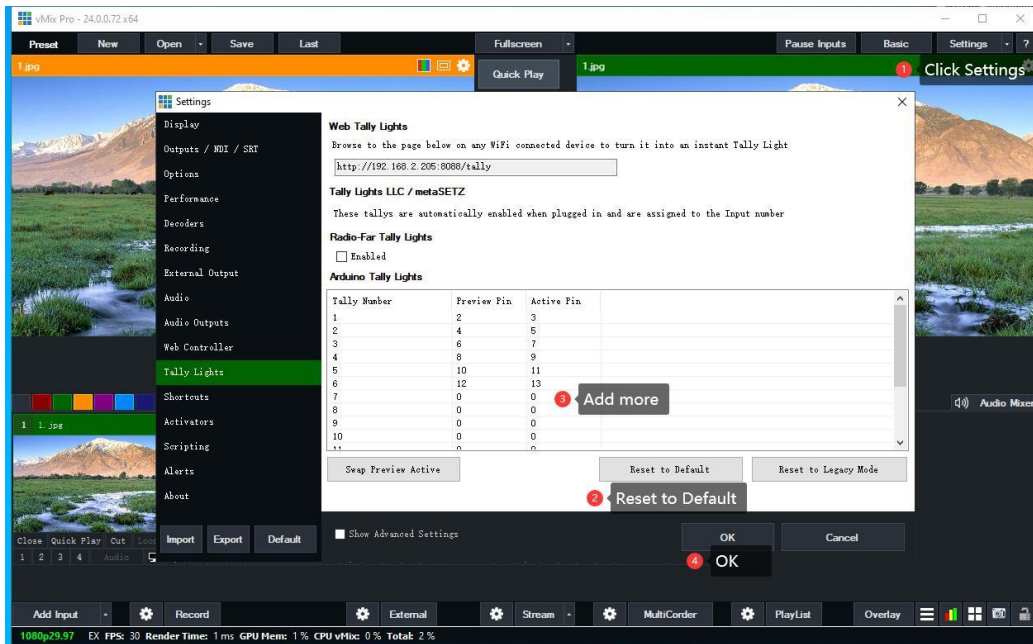 vMix Pro - 24.0.0.72 x64
Preset New Open Save Last Fullscreen Pause Inputs Basic Settings ?
1.jpg Quick Play 1.jpg 1 Click Settings
Settings
Display
Outputs / NDI / SRT
Options
Performance
Decoders
Recording
External Output
Audio
Audio Outputs
Web Controller
Tally Lights
Shortcuts
Activators
Scripting
Alerts
About
Import Export Default
Web Tally Lights
Browse to the page below on any WiFi connected device to turn it into an instant Tally Light
http://192.168.2.205:8088/tally
Tally Lights LLC / metaSETZ
These tallys are automatically enabled when plugged in and are assigned to the Input number
Radio-Far Tally Lights
Enabled
Arduino Tally Lights
Tally Number Preview Pin Active Pin
1 2 3
2 4 5
3 6 7
4 8 9
5 10 11
6 12 13
7 0 0 3 Add more
8 0 0
9 0 0
10 0 0
11 0 0
Swap Preview Active Reset to Default Reset to Legacy Mode
2 Reset to Default
Show Advanced Settings OK Cancel
4 OK
Audio Mixer
1 1.jpg
Close Quick Play Cut Loop
1 2 3 4 Audio
Add Input Record External Stream MultiCorder PlayList Overlay
1080p29.97 EX FPS: 30 Render Time: 1 ms GPU Mem: 1 % CPU vMix: 0 % Total: 2 %